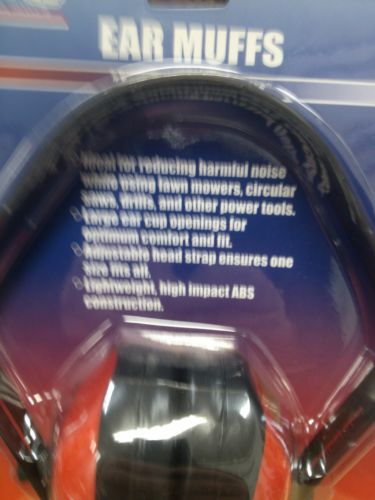 EAR MUFFS
Ideal for reducing harmful noise
while using lawn mowers, circular
saws, drills, and other power tools.
Large ear cup openings for
optimum comfort and fit.
Adjustable head strap ensures one
size fits all.
Lightweight, high impact ABS
construction.